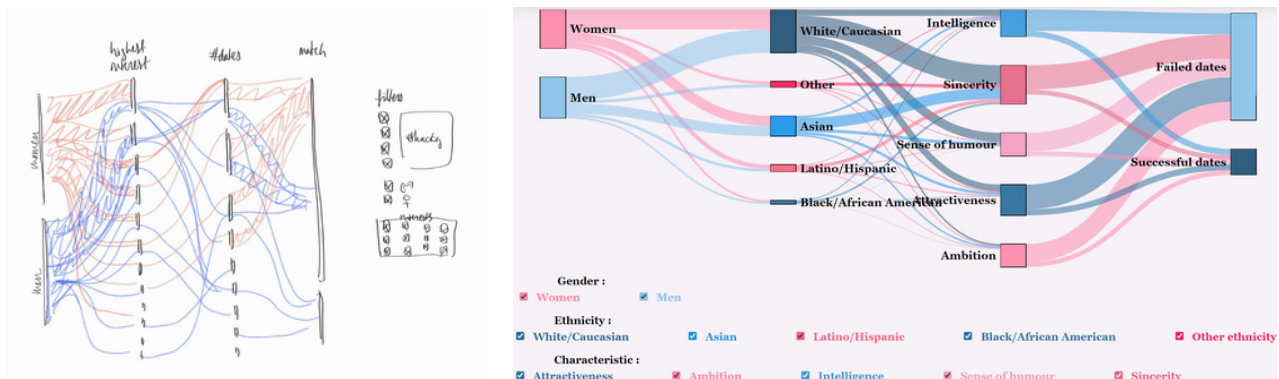 highest
interest
#dates
match
women
men
filters
interests
Women
Men
White/Caucasian
Other
Asian
Latino/Hispanic
Black/African American
Intelligence
Sincerity
Sense of humour
Attractiveness
Ambition
Failed dates
Successful dates
Gender :
Women Men
Ethnicity :
White/Caucasian Asian Latino/Hispanic Black/African American Other ethnicity
Characteristic :
Attractiveness Ambition Intelligence Sense of humour Sincerity